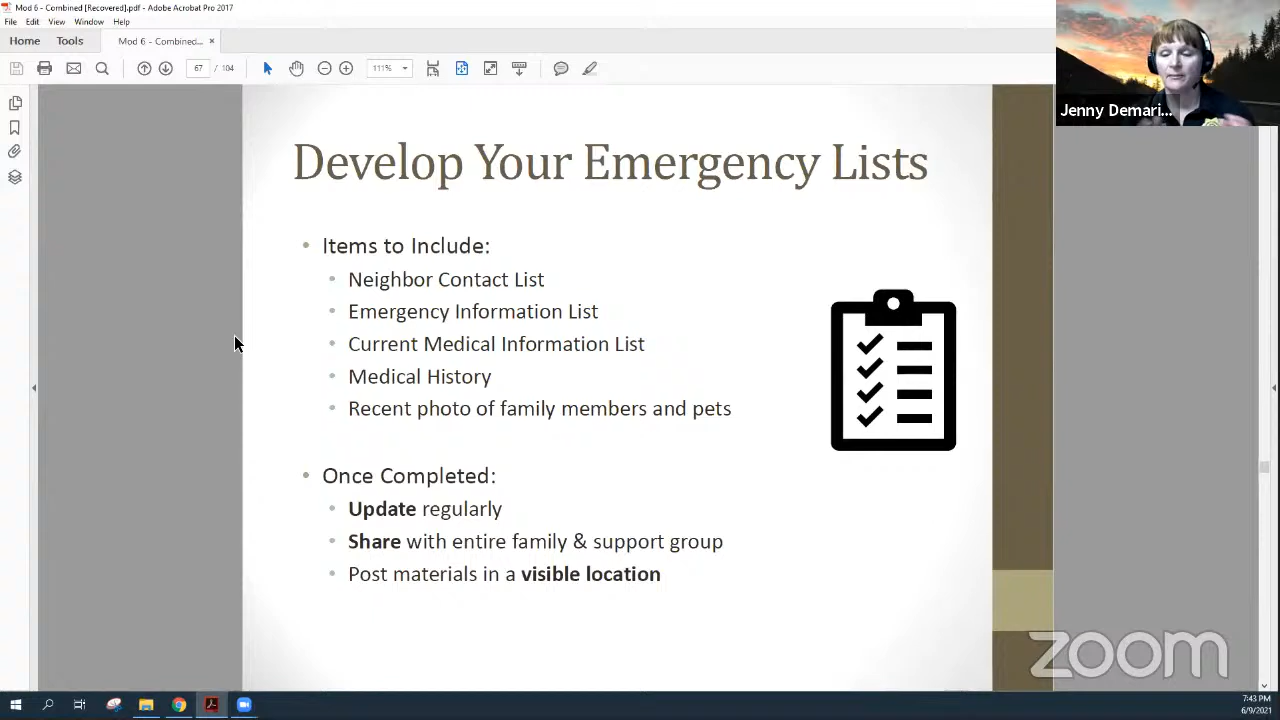 Mod 6 - Combined [Recovered].pdf - Adobe Acrobat Pro 2017
File Edit View Window Help
Home Tools Mod 6 - Combined... ×
67 / 104 111%
Jenny Demari...
Develop Your Emergency Lists
• Items to Include:
• Neighbor Contact List
• Emergency Information List
• Current Medical Information List
• Medical History
• Recent photo of family members and pets
• Once Completed:
• Update regularly
• Share with entire family & support group
• Post materials in a visible location
zoom
7:43 PM
6/9/2021